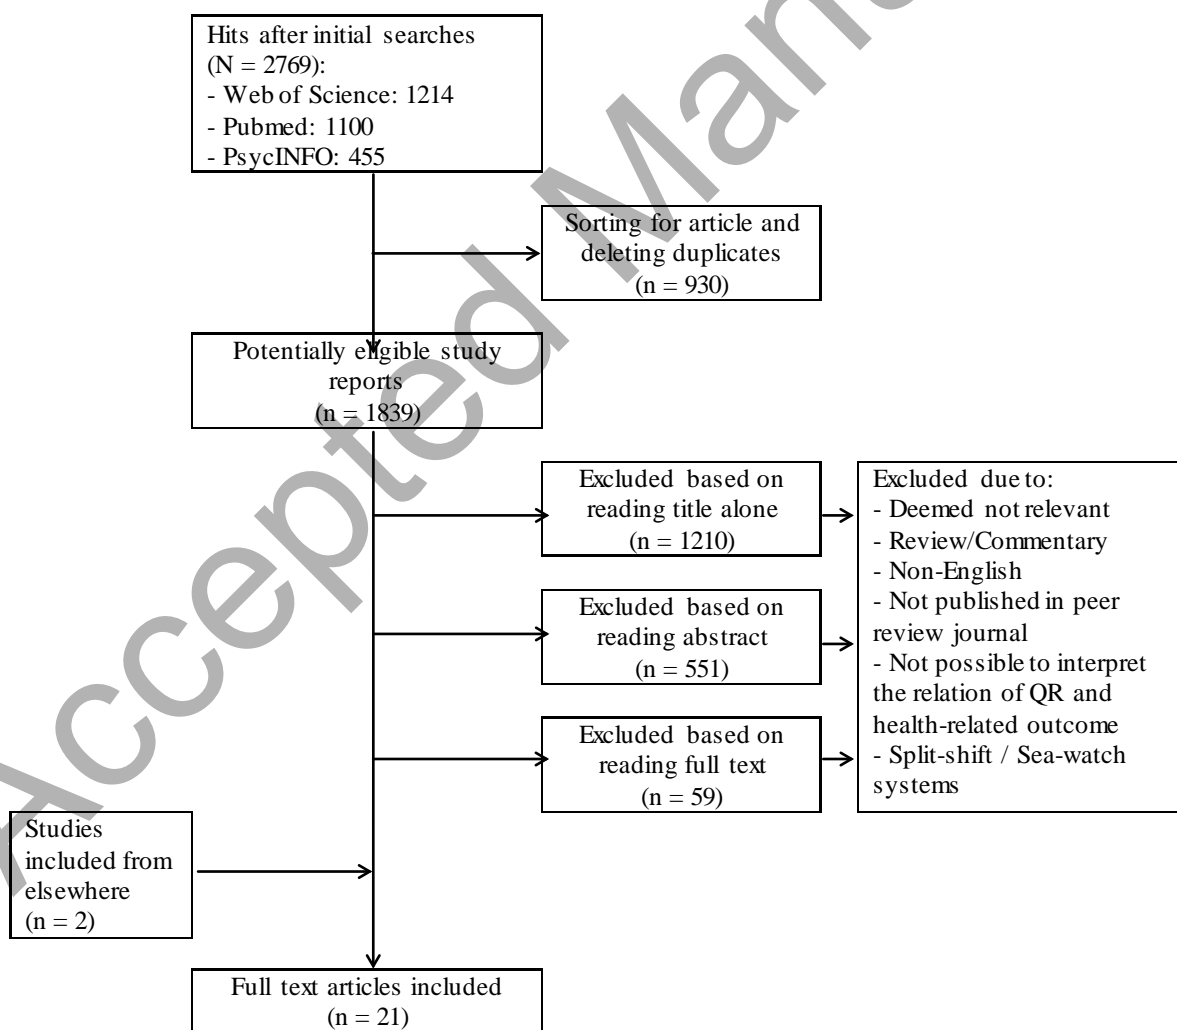 Hits after initial searches
(N = 2769):
- Web of Science: 1214
- Pubmed: 1100
- PsycINFO: 455
Sorting for article and
deleting duplicates
(n = 930)
Potentially eligible study
reports
(n = 1839)
Excluded based on
reading title alone
(n = 1210)
Excluded based on
reading abstract
(n = 551)
Excluded based on
reading full text
(n = 59)
Excluded due to:
- Deemed not relevant
- Review/Commentary
- Non-English
- Not published in peer
review journal
- Not possible to interpret
the relation of QR and
health-related outcome
- Split-shift / Sea-watch
systems
Studies
included from
elsewhere
(n = 2)
Full text articles included
(n = 21)
Accepted